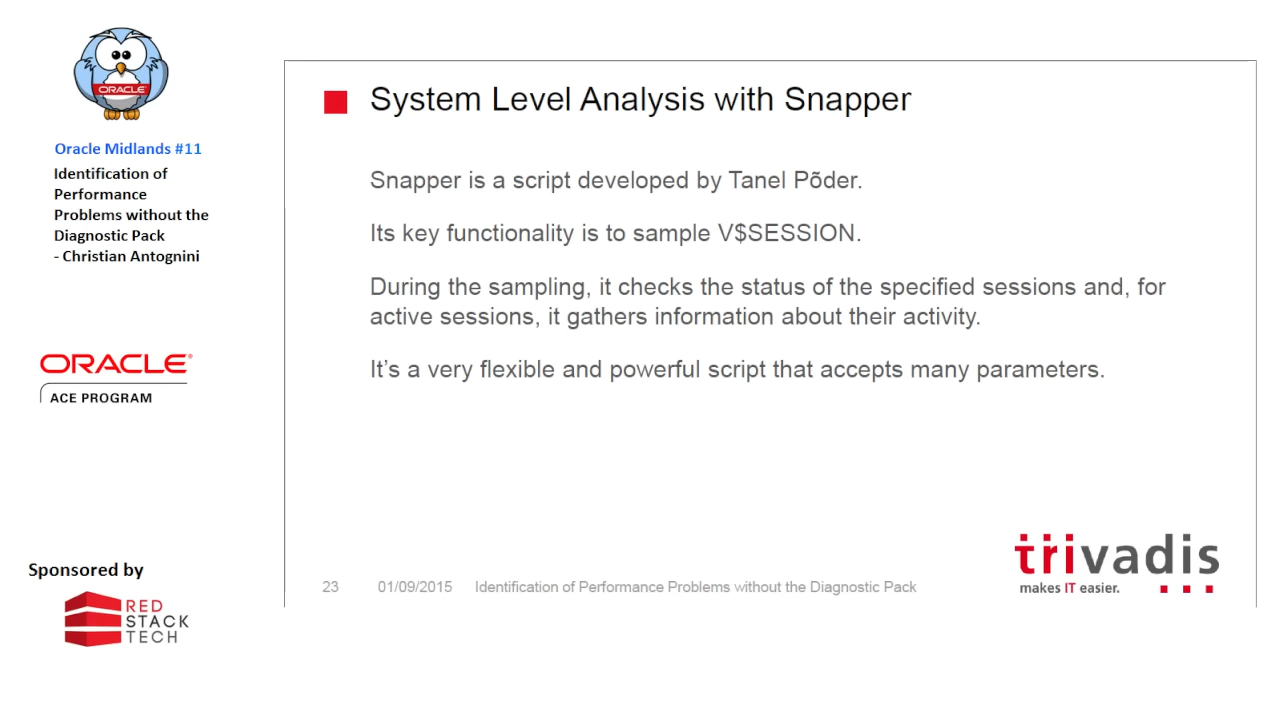 ORACLE
Oracle Midlands #11
Identification of
Performance
Problems without the
Diagnostic Pack
- Christian Antognini
ORACLE®
ACE PROGRAM
Sponsored by
RED
STACK
TECH
System Level Analysis with Snapper
Snapper is a script developed by Tanel Põder.
Its key functionality is to sample V$SESSION.
During the sampling, it checks the status of the specified sessions and, for
active sessions, it gathers information about their activity.
It's a very flexible and powerful script that accepts many parameters.
23 01/09/2015 Identification of Performance Problems without the Diagnostic Pack
trivadis
makes IT easier.